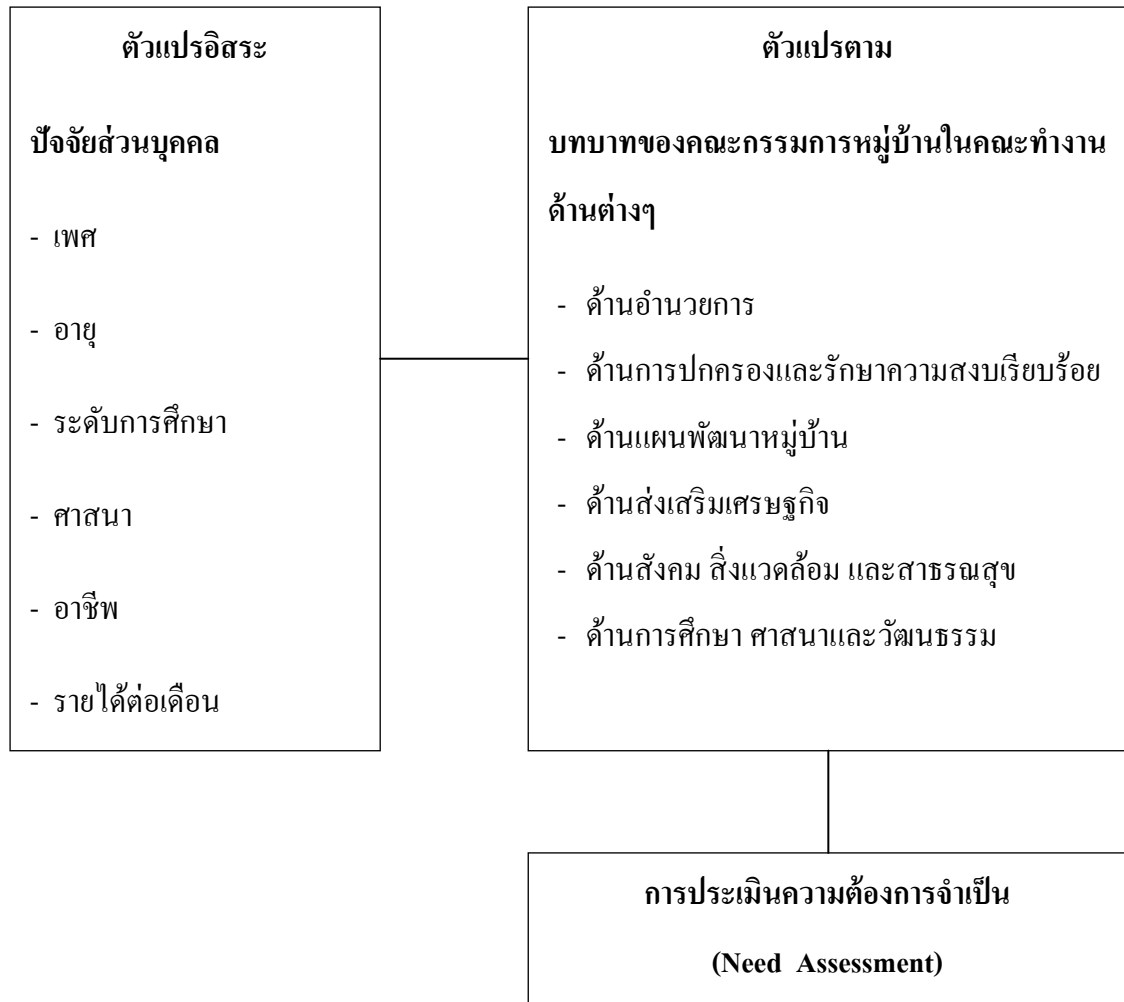 ตัวแปรอิสระ
ปัจจัยส่วนบุคคล
- เพศ
- อายุ
- ระดับการศึกษา
- ศาสนา
- อาชีพ
- รายได้ต่อเดือน
ตัวแปรตาม
บทบาทของคณะกรรมการหมู่บ้านในคณะทำงาน
ด้านต่างๆ
- ด้านอำนวยการ
- ด้านการปกครองและรักษาความสงบเรียบร้อย
- ด้านแผนพัฒนาหมู่บ้าน
- ด้านส่งเสริมเศรษฐกิจ
- ด้านสังคม สิ่งแวดล้อม และสาธรณสุข
- ด้านการศึกษา ศาสนาและวัฒนธรรม
การประเมินความต้องการจำเป็น
(Need Assessment)